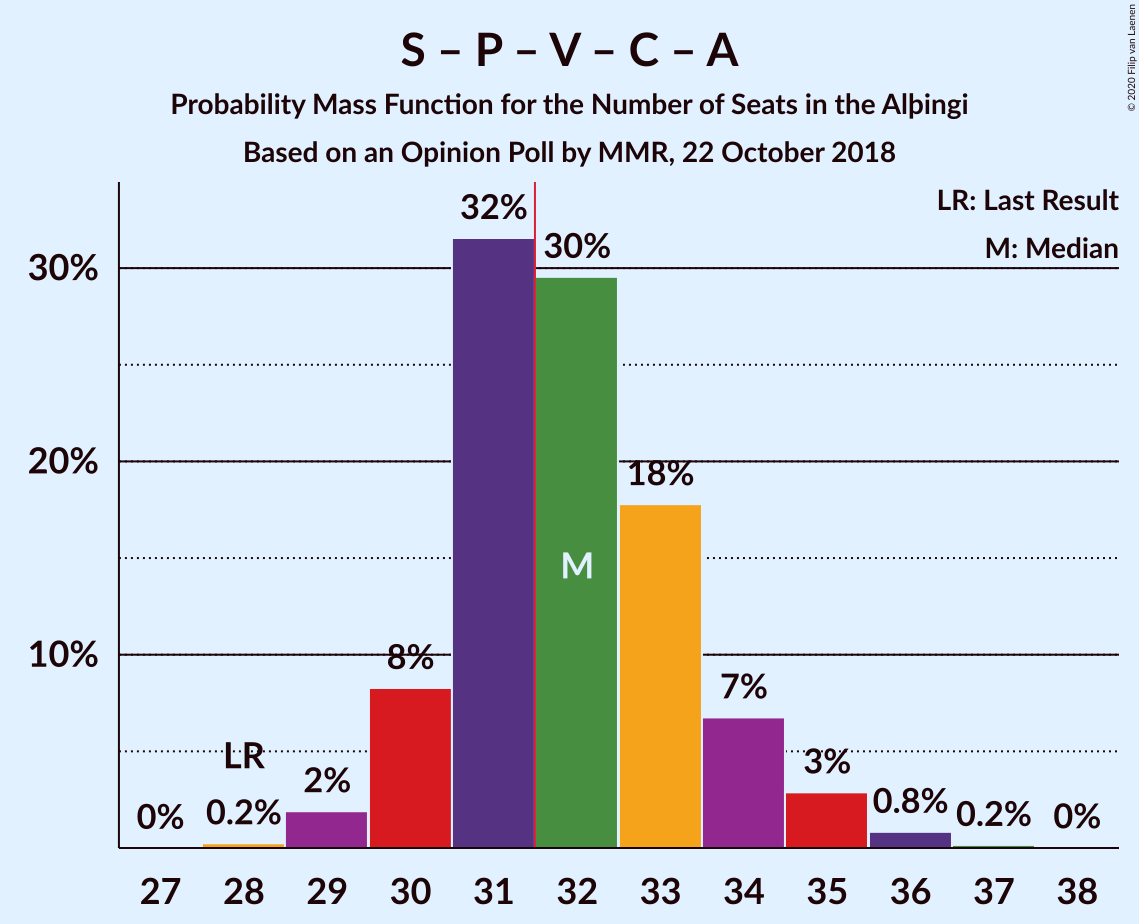 S – P – V – C – A
Probability Mass Function for the Number of Seats in the Alþingi
Based on an Opinion Poll by MMR, 22 October 2018
© 2020 Filip van Laenen
LR: Last Result
M: Median
30%
20%
10%
0%
LR
0.2%
2%
8%
32%
30%
M
18%
7%
3%
0.8%
0.2%
0%
27 28 29 30 31 32 33 34 35 36 37 38